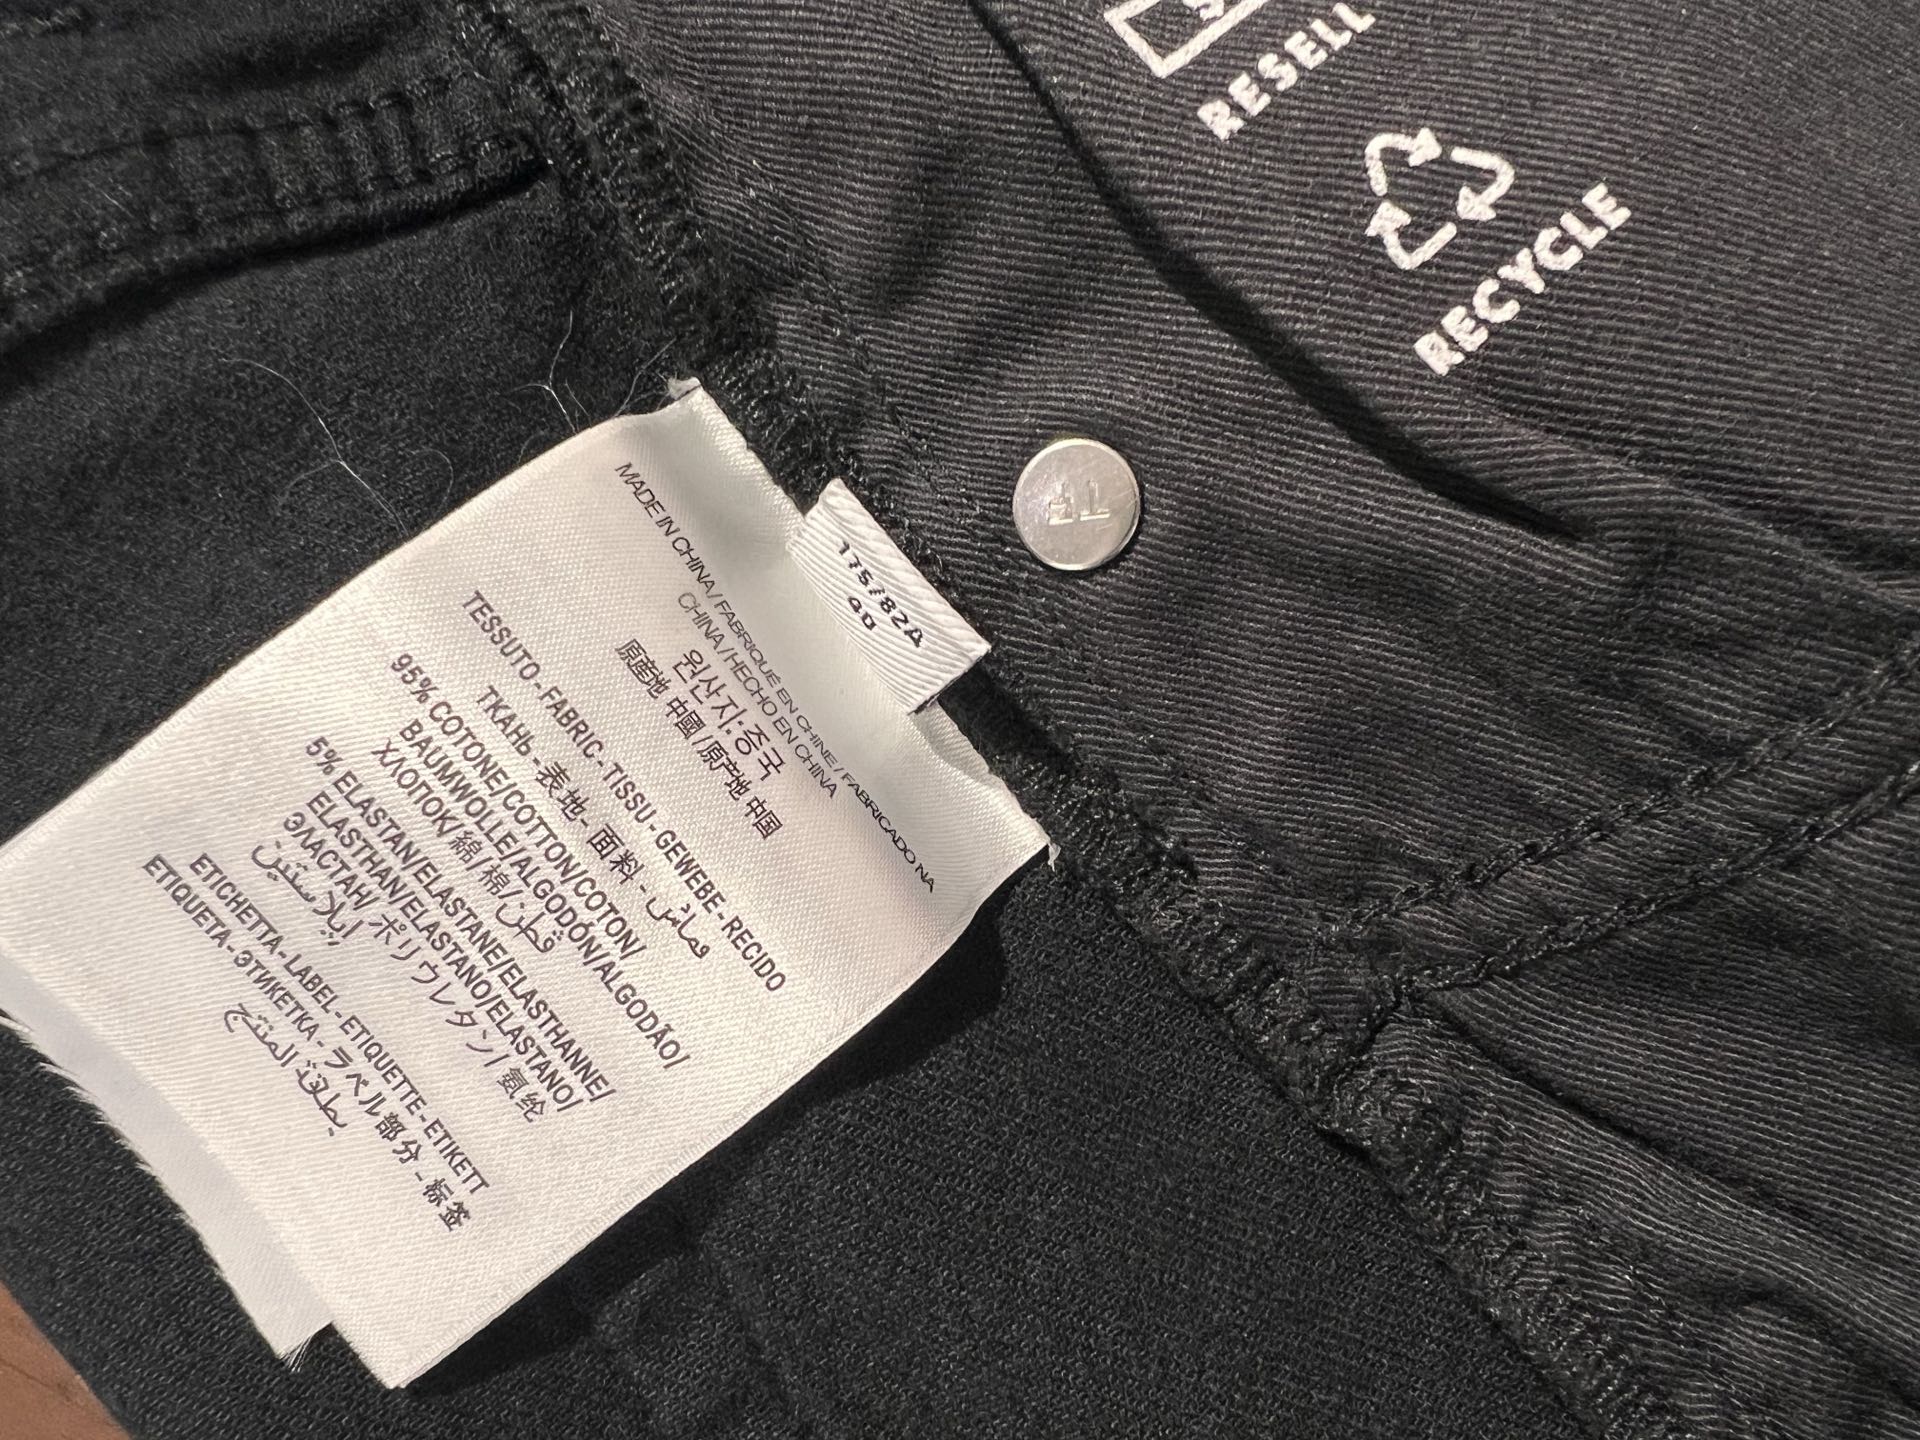 RESELL
RECYCLE
TF
175/82A
40
MADE IN CHINA / FABRIQUÉ EN CHINE / FABRICADO NA
CHINA / HECHO EN CHINA
원산지:중국
原産地 中國/原产地 中国
TESSUTO - FABRIC - TISSU - GEWEBE - RECIDO
ТКАНЬ - 表地 - 面料 - قماش
95% COTONE/COTTON/COTON/
BAUMWOLLE/ALGODÓN/ALGODÃO/
ХЛОПОК/綿/棉/قطن
5% ELASTAN/ELASTANE/ELASTHANNE/
ELASTHAN/ELASTANO/ELASTANO/
ЭЛАСТАН/ ポリウレタン/ 氨纶
إيلاستين
ETICHETTA - LABEL - ETIQUETTE - ETIKETT
ETIQUETA - ЭТИКЕТКА - ラベル部分 - 标签
بطاقة المنتج